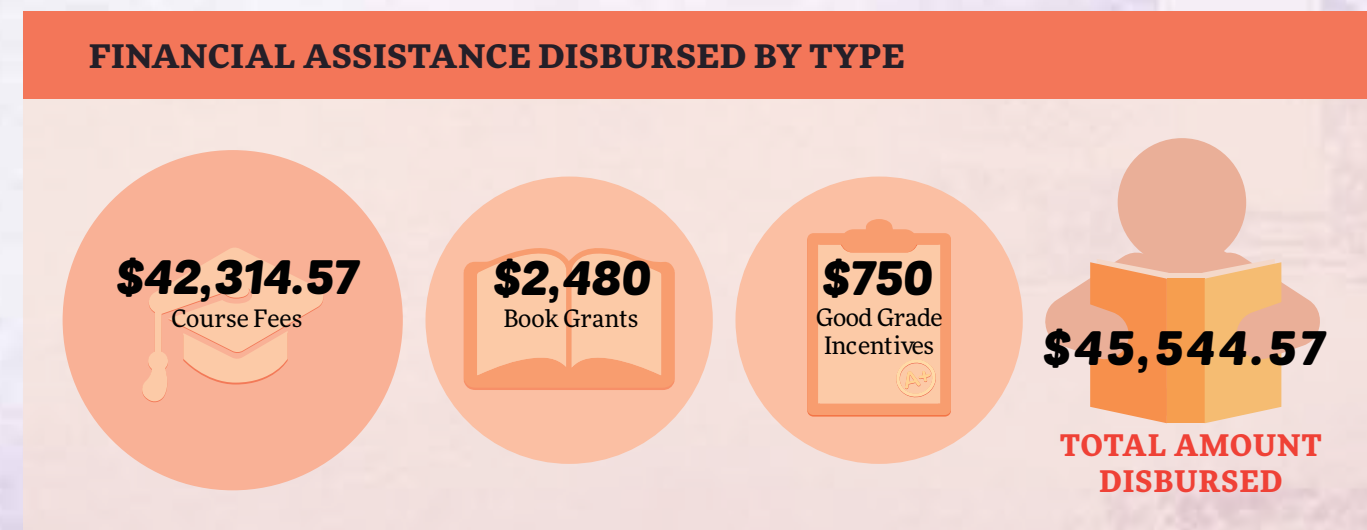 FINANCIAL ASSISTANCE DISBURSED BY TYPE
$42,314.57
Course Fees
$2,480
Book Grants
$750
Good Grade
Incentives
A+
$45,544.57
TOTAL AMOUNT
DISBURSED